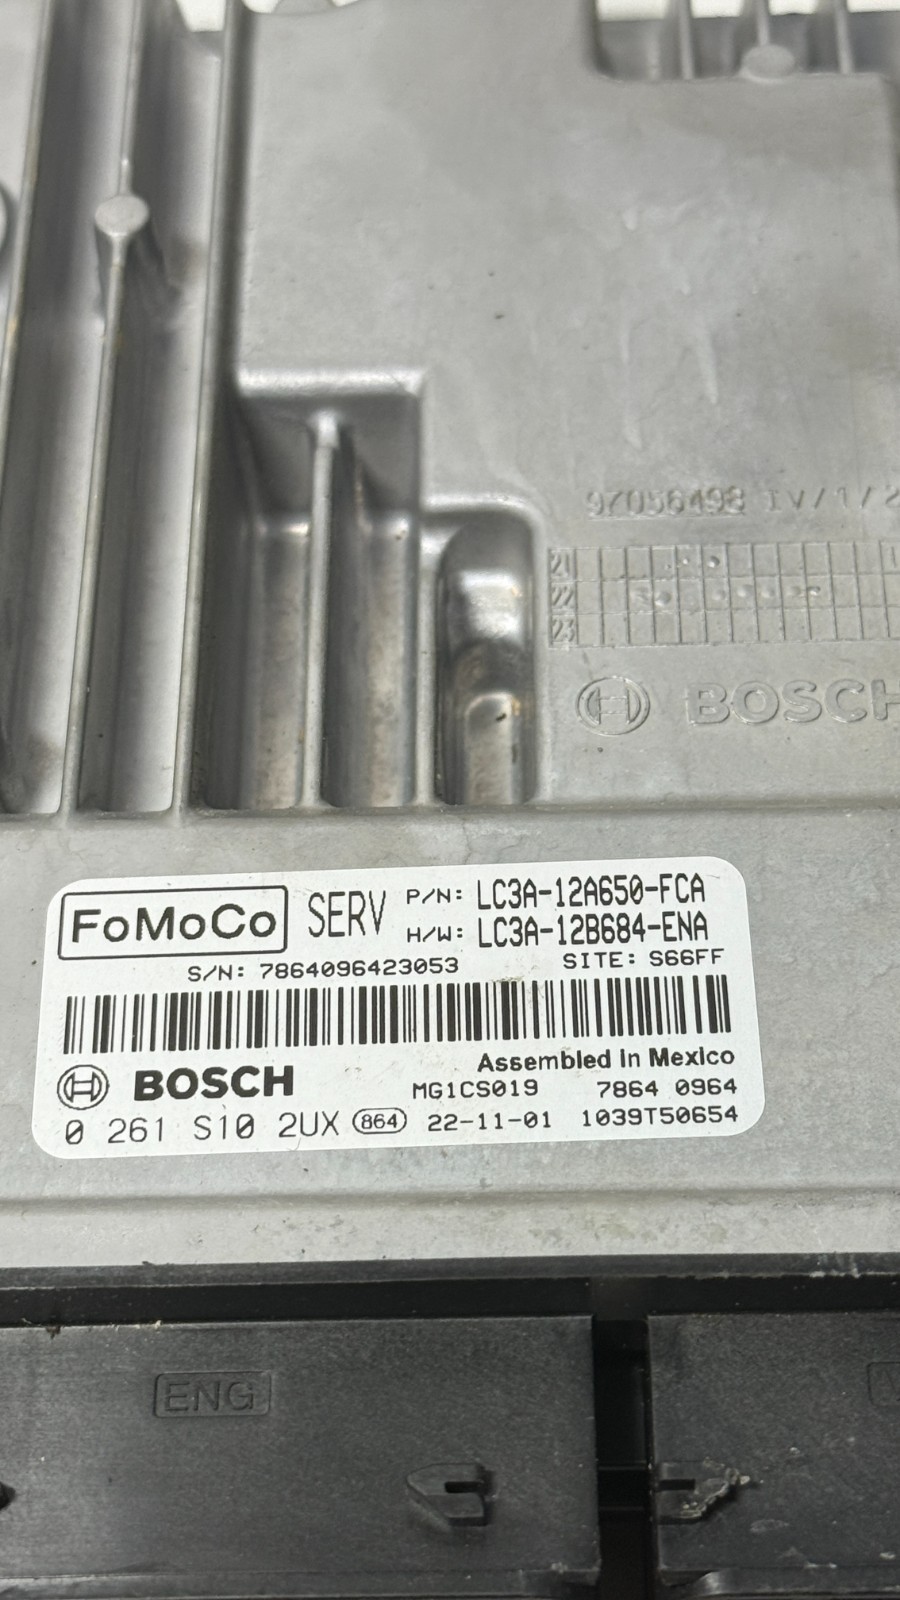 97056498 IV/1/2
21
22
23
BOSCH
FoMoCo SERV P/N: LC3A-12A650-FCA
H/W: LC3A-12B684-ENA
S/N: 7864096423053 SITE: S66FF
Assembled in Mexico
BOSCH MG1CS019 7864 0964
0 261 S10 2UX 864 22-11-01 1039T50654
ENG